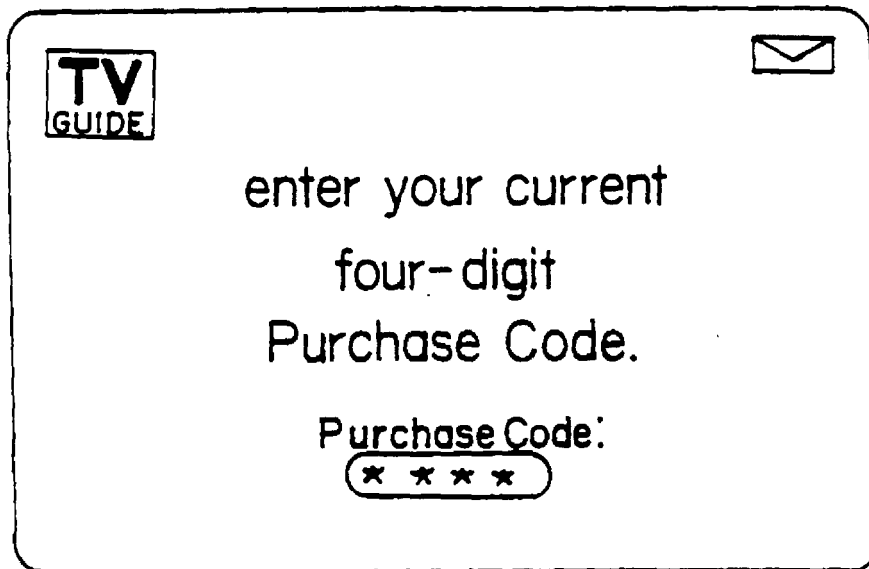 TV
GUIDE
enter your current
four-digit
Purchase Code.
Purchase Code:
* * * *